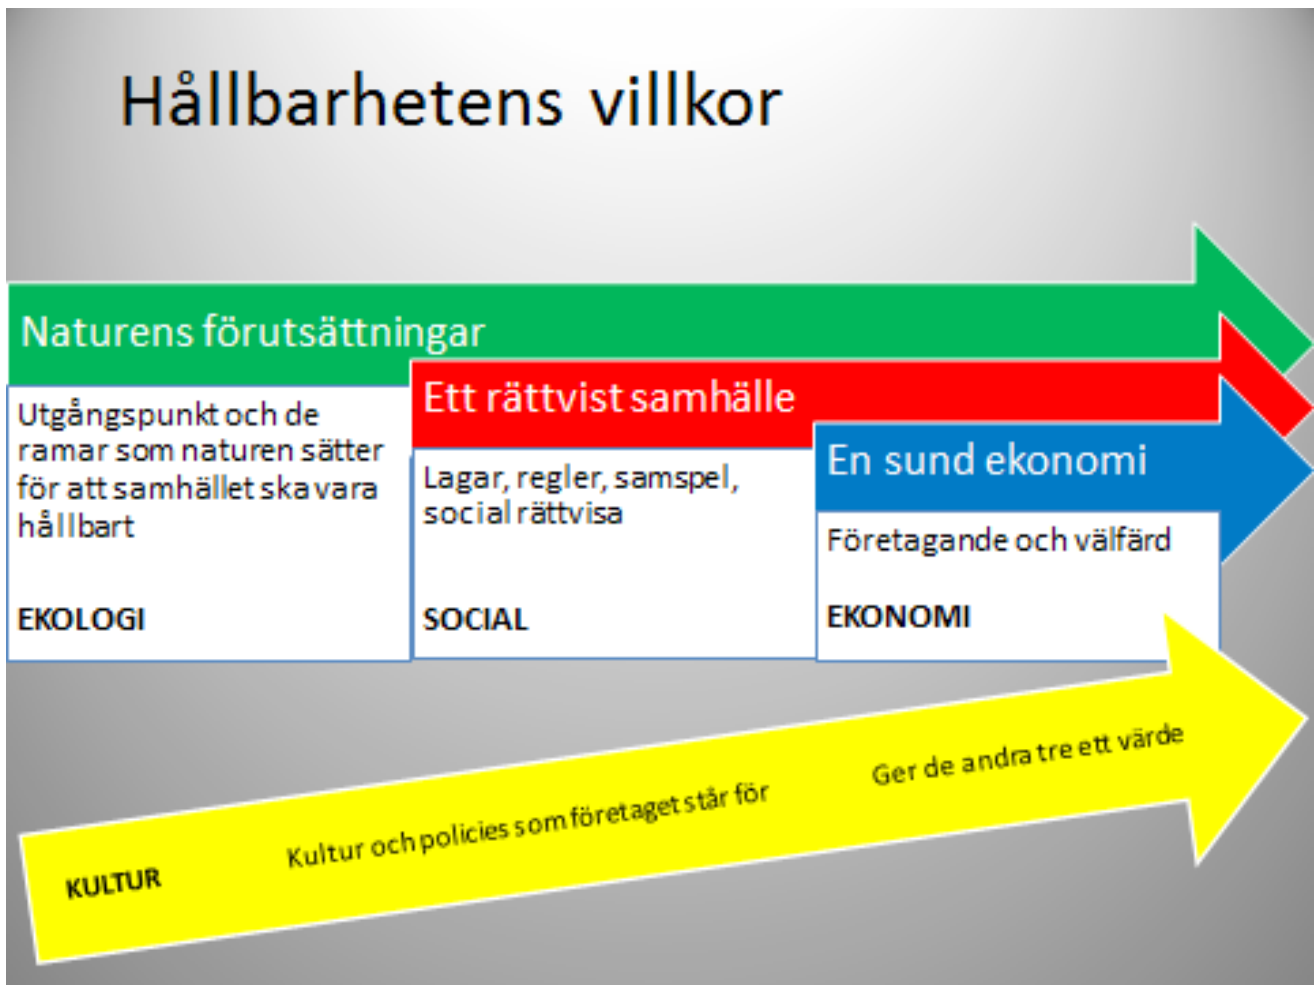 Hållbarhetens villkor
Naturens förutsättningar
Utgångspunkt och de
ramar som naturen sätter
för att samhället ska vara
hållbart
EKOLOGI
Ett rättvist samhälle
Lagar, regler, samspel,
social rättvisa
SOCIAL
En sund ekonomi
Företagande och välfärd
EKONOMI
KULTUR
Kultur och policies som företaget står för
Ger de andra tre ett värde